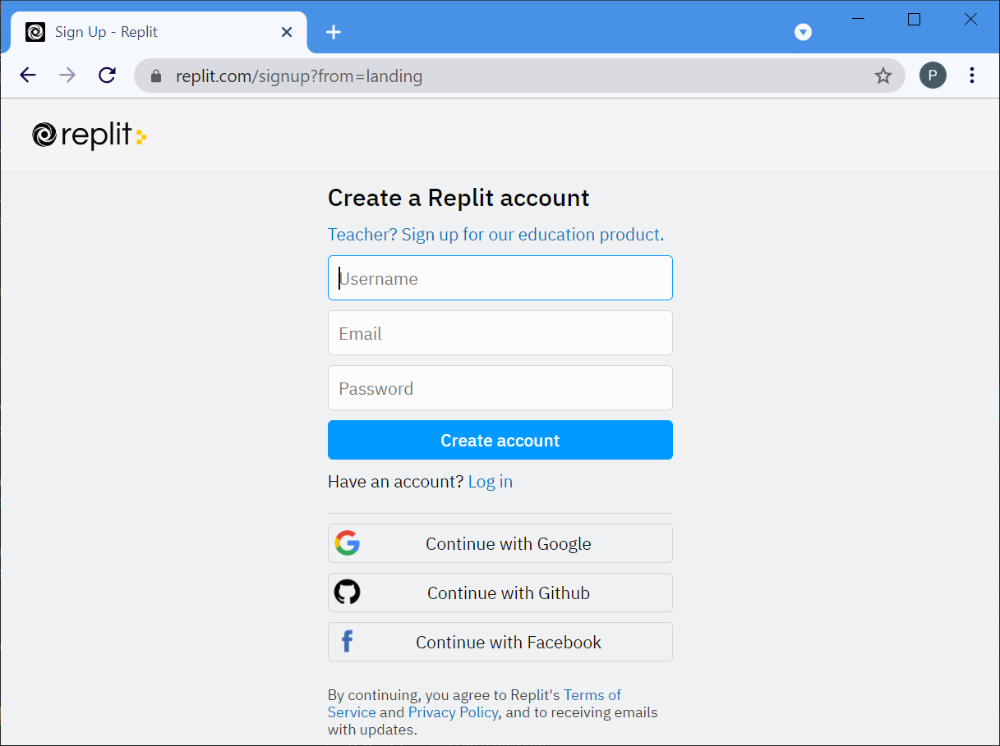 Sign Up - Replit
replit.com/signup?from=landing
P
replit
Create a Replit account
Teacher? Sign up for our education product.
Username
Email
Password
Create account
Have an account? Log in
Continue with Google
Continue with Github
Continue with Facebook
By continuing, you agree to Replit's Terms of
Service and Privacy Policy, and to receiving emails
with updates.